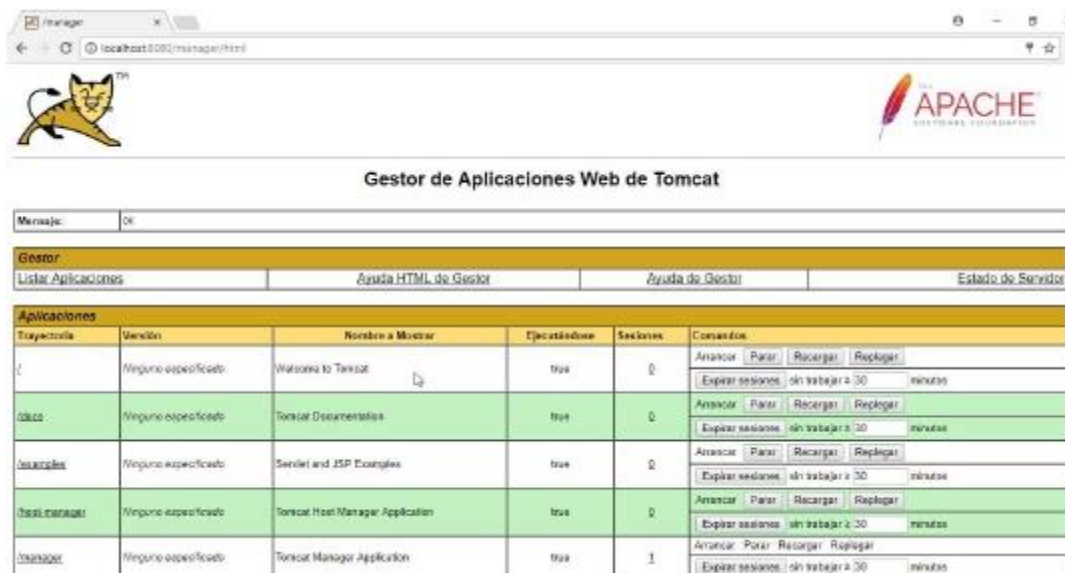 /manager
localhost:8080/manager/html
TM
THE
APACHE
SOFTWARE FOUNDATION
Gestor de Aplicaciones Web de Tomcat
Mensaje: OK
Gestor
Listar Aplicaciones Ayuda HTML de Gestor Ayuda de Gestor Estado de Servidor
Aplicaciones
Trayectoria Versión Nombre a Mostrar Ejecutándose Sesiones Comandos
/ Ninguno especificado Welcome to Tomcat true 0 Arrancar Parar Recargar Replegar
Expirar sesiones sin trabajar ≥ 30 minutos
/docs Ninguno especificado Tomcat Documentation true 0 Arrancar Parar Recargar Replegar
Expirar sesiones sin trabajar ≥ 30 minutos
/examples Ninguno especificado Servlet and JSP Examples true 0 Arrancar Parar Recargar Replegar
Expirar sesiones sin trabajar ≥ 30 minutos
/host-manager Ninguno especificado Tomcat Host Manager Application true 0 Arrancar Parar Recargar Replegar
Expirar sesiones sin trabajar ≥ 30 minutos
/manager Ninguno especificado Tomcat Manager Application true 1 Arrancar Parar Recargar Replegar
Expirar sesiones sin trabajar ≥ 30 minutos